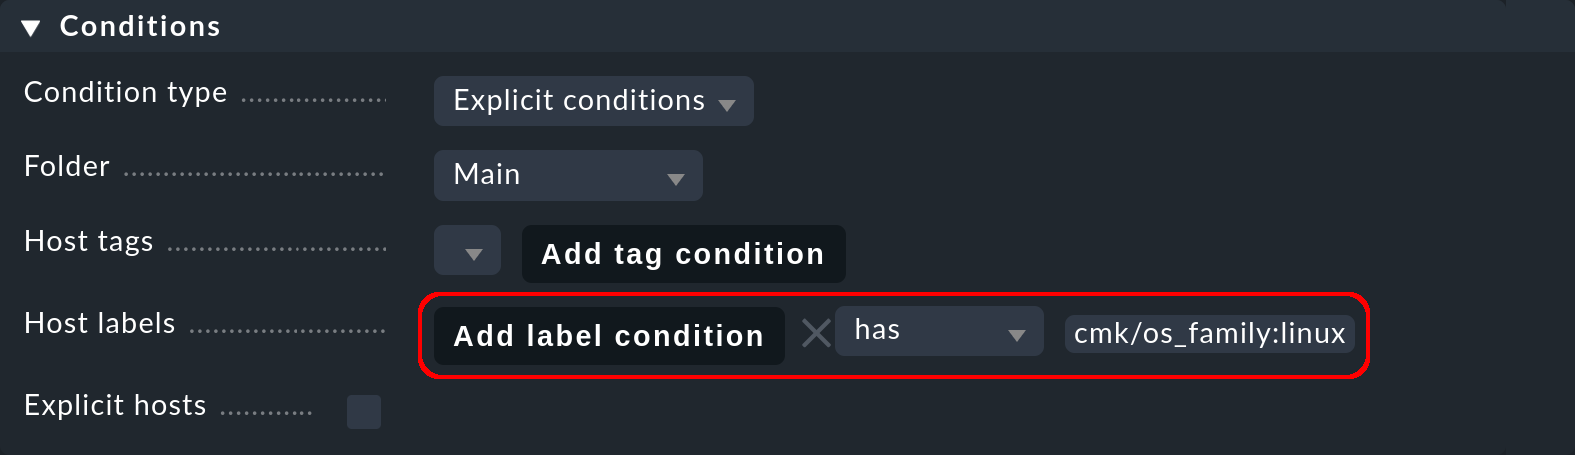 Conditions
Condition type Explicit conditions
Folder Main
Host tags Add tag condition
Host labels Add label condition has cmk/os_family:linux
Explicit hosts